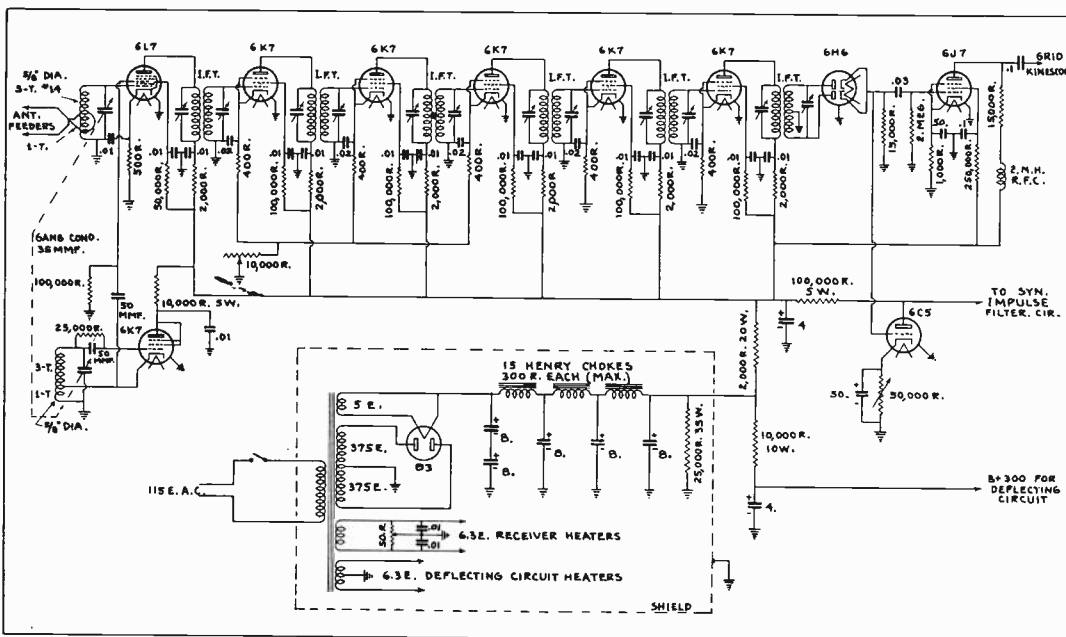 6L7
6K7
6K7
6K7
6K7
6K7
6H6
6J7
5/8" DIA.
3-T. #14
ANT.
FEEDERS
1-T.
I.F.T.
I.F.T.
I.F.T.
I.F.T.
I.F.T.
I.F.T.
.1
GRID
KINESCOP
.03
.01
500 R.
.01
.01
50,000 R.
2,000 R.
.02
400 R.
.01
.01
100,000 R.
2,000 R.
.02
400 R.
.01
.01
100,000 R.
2,000 R.
.02
400 R.
.01
.01
100,000 R.
2,000 R.
.02
400 R.
.01
.01
100,000 R.
2,000 R.
.02
400 R.
.01
.01
100,000 R.
2,000 R.
15,000 R.
2 MEG.
50.
.1
1,000 R.
250,000 R.
1500 R.
2 M.H.
R.F.C.
GANG COND.
35 MMF.
100,000 R.
50
MMF.
10,000 R. 5W.
.01
6K7
25,000 R.
50
MMF.
3-T.
1-T
5/8" DIA.
10,000 R.
100,000 R.
5 W.
4
TO SYN.
IMPULSE
FILTER. CIR.
6C5
50.
50,000 R.
2,000 R. 20W.
10,000 R.
10W.
4.
B+300 FOR
DEFLECTING
CIRCUIT
15 HENRY CHOKES
300 R. EACH (MAX.)
5 E.
375 E.
375 E.
83
8.
8.
8.
8.
8.
25,000 R. 35W.
115 E. A.C.
50 R.
.01
.01
6.3 E. RECEIVER HEATERS
6.3 E. DEFLECTING CIRCUIT HEATERS
SHIELD